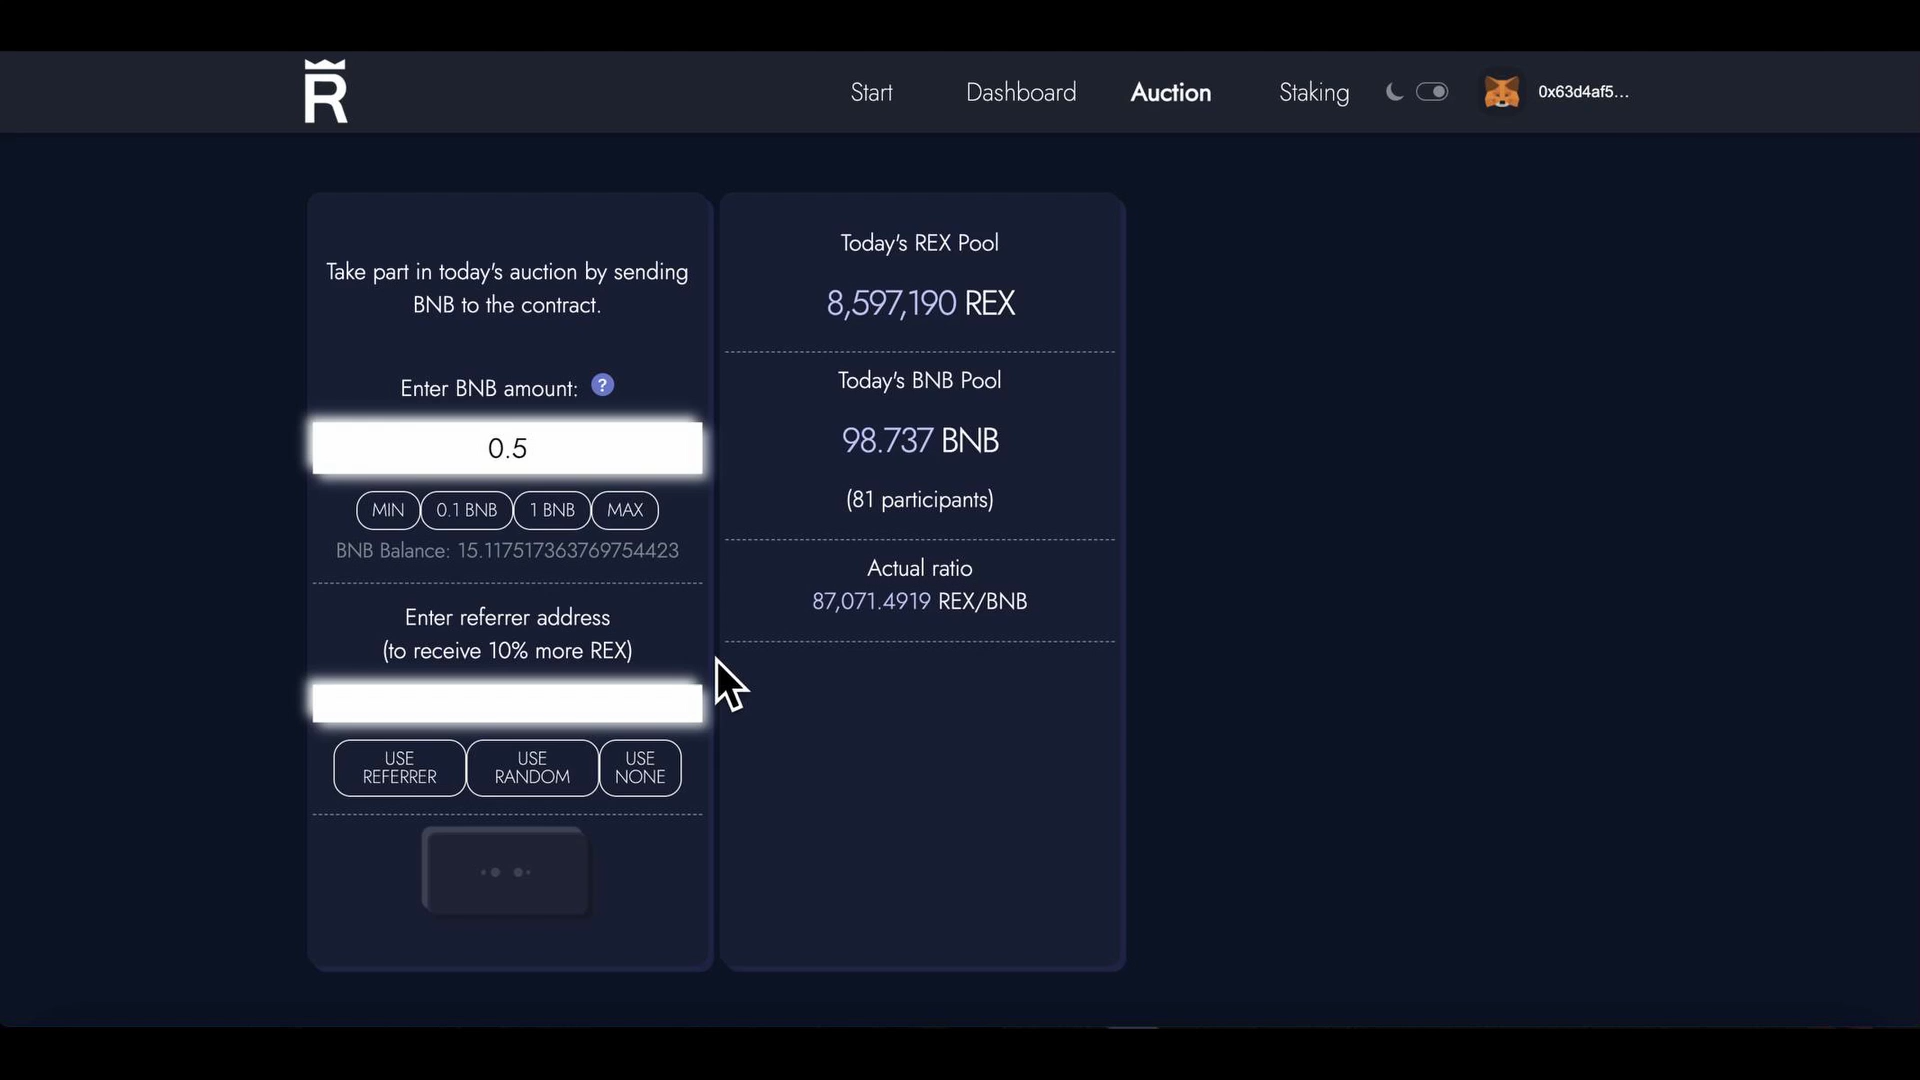 R
Start
Dashboard
Auction
Staking
0x63d4af5...
Take part in today's auction by sending
BNB to the contract.
Enter BNB amount: ?
0.5
MIN
0.1 BNB
1 BNB
MAX
BNB Balance: 15.117517363769754423
Enter referrer address
(to receive 10% more REX)
USE
REFERRER
USE
RANDOM
USE
NONE
Today's REX Pool
8,597,190 REX
Today's BNB Pool
98.737 BNB
(81 participants)
Actual ratio
87,071.4919 REX/BNB